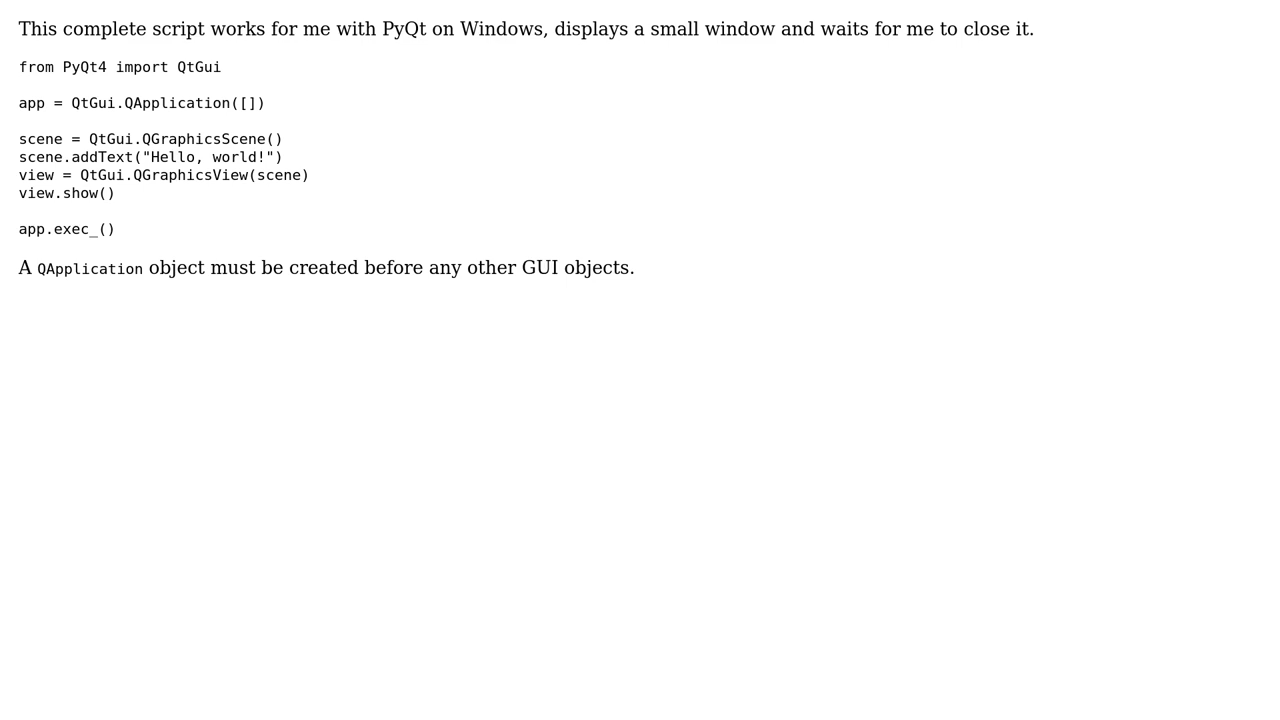 This complete script works for me with PyQt on Windows, displays a small window and waits for me to close it.
from PyQt4 import QtGui
app = QtGui.QApplication([])
scene = QtGui.QGraphicsScene()
scene.addText("Hello, world!")
view = QtGui.QGraphicsView(scene)
view.show()
app.exec_()
A QApplication object must be created before any other GUI objects.